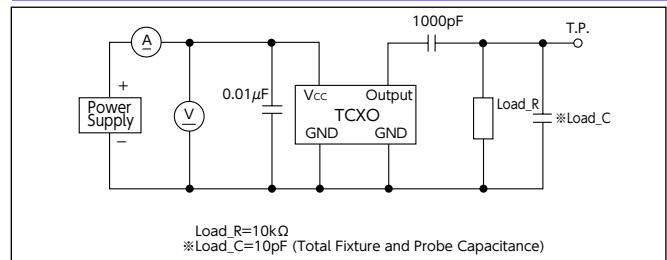 1000pF
T.P.
A
+
0.01μF
Vcc
Output
Load_R
Power
Supply
V
TCXO
※Load_C
GND
GND
−
Load_R=10kΩ
※Load_C=10pF (Total Fixture and Probe Capacitance)